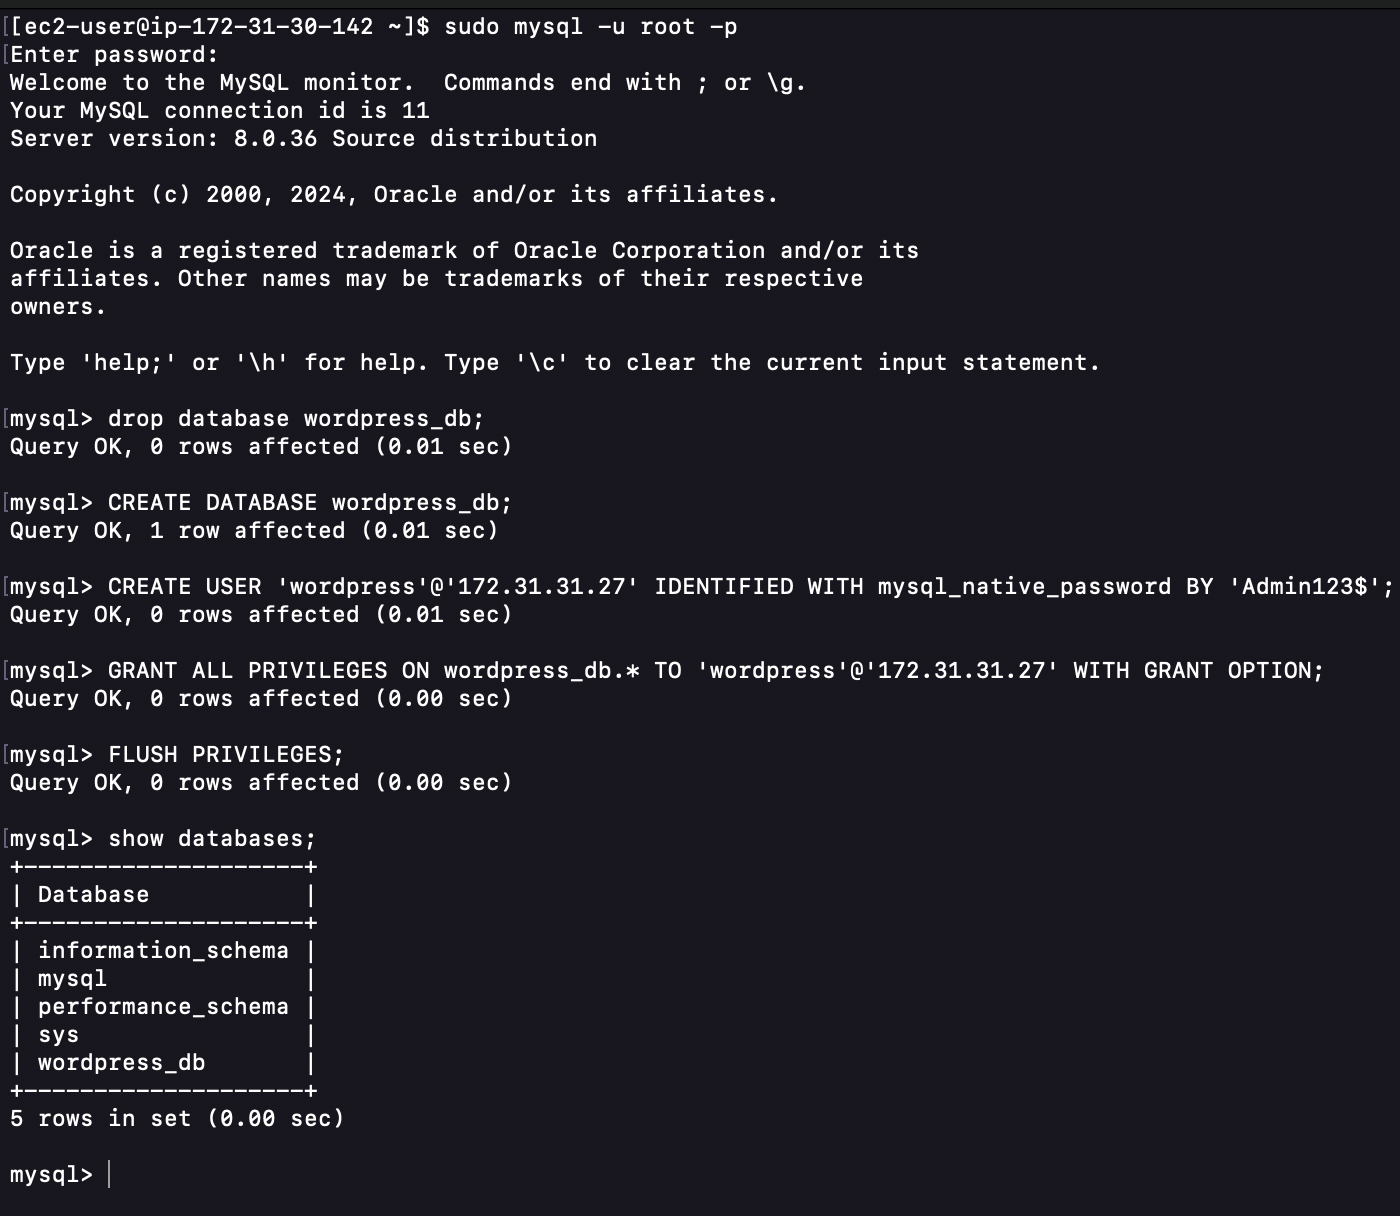 [[ec2-user@ip-172-31-30-142 ~]$ sudo mysql -u root -p
[Enter password:
Welcome to the MySQL monitor.  Commands end with ; or \g.
Your MySQL connection id is 11
Server version: 8.0.36 Source distribution

Copyright (c) 2000, 2024, Oracle and/or its affiliates.

Oracle is a registered trademark of Oracle Corporation and/or its
affiliates. Other names may be trademarks of their respective
owners.

Type 'help;' or '\h' for help. Type '\c' to clear the current input statement.

[mysql> drop database wordpress_db;
Query OK, 0 rows affected (0.01 sec)

[mysql> CREATE DATABASE wordpress_db;
Query OK, 1 row affected (0.01 sec)

[mysql> CREATE USER 'wordpress'@'172.31.31.27' IDENTIFIED WITH mysql_native_password BY 'Admin123$';
Query OK, 0 rows affected (0.01 sec)

[mysql> GRANT ALL PRIVILEGES ON wordpress_db.* TO 'wordpress'@'172.31.31.27' WITH GRANT OPTION;
Query OK, 0 rows affected (0.00 sec)

[mysql> FLUSH PRIVILEGES;
Query OK, 0 rows affected (0.00 sec)

[mysql> show databases;
+--------------------+
| Database           |
+--------------------+
| information_schema |
| mysql              |
| performance_schema |
| sys                |
| wordpress_db       |
+--------------------+
5 rows in set (0.00 sec)

mysql>